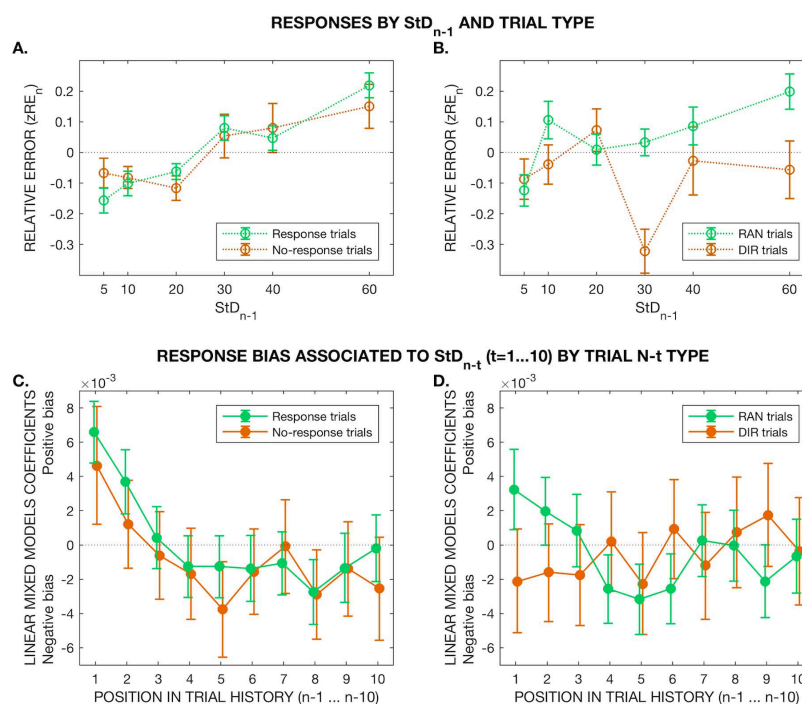 RESPONSES BY StD_{n-1} AND TRIAL TYPE
A.
B.
RELATIVE ERROR (zRE_n)
0.2
0.1
0
-0.1
-0.2
-0.3
Response trials
No-response trials
5 10 20 30 40 60
StD_{n-1}
RELATIVE ERROR (zRE_n)
0.2
0.1
0
-0.1
-0.2
-0.3
RAN trials
DIR trials
5 10 20 30 40 60
StD_{n-1}
RESPONSE BIAS ASSOCIATED TO StD_{n-t} (t=1...10) BY TRIAL N-t TYPE
C.
D.
×10^{-3}
LINEAR MIXED MODELS COEFFICIENTS
Negative bias Positive bias
8
6
4
2
0
-2
-4
-6
Response trials
No-response trials
1 2 3 4 5 6 7 8 9 10
POSITION IN TRIAL HISTORY (n-1 ... n-10)
×10^{-3}
LINEAR MIXED MODELS COEFFICIENTS
Negative bias Positive bias
8
6
4
2
0
-2
-4
-6
RAN trials
DIR trials
1 2 3 4 5 6 7 8 9 10
POSITION IN TRIAL HISTORY (n-1 ... n-10)